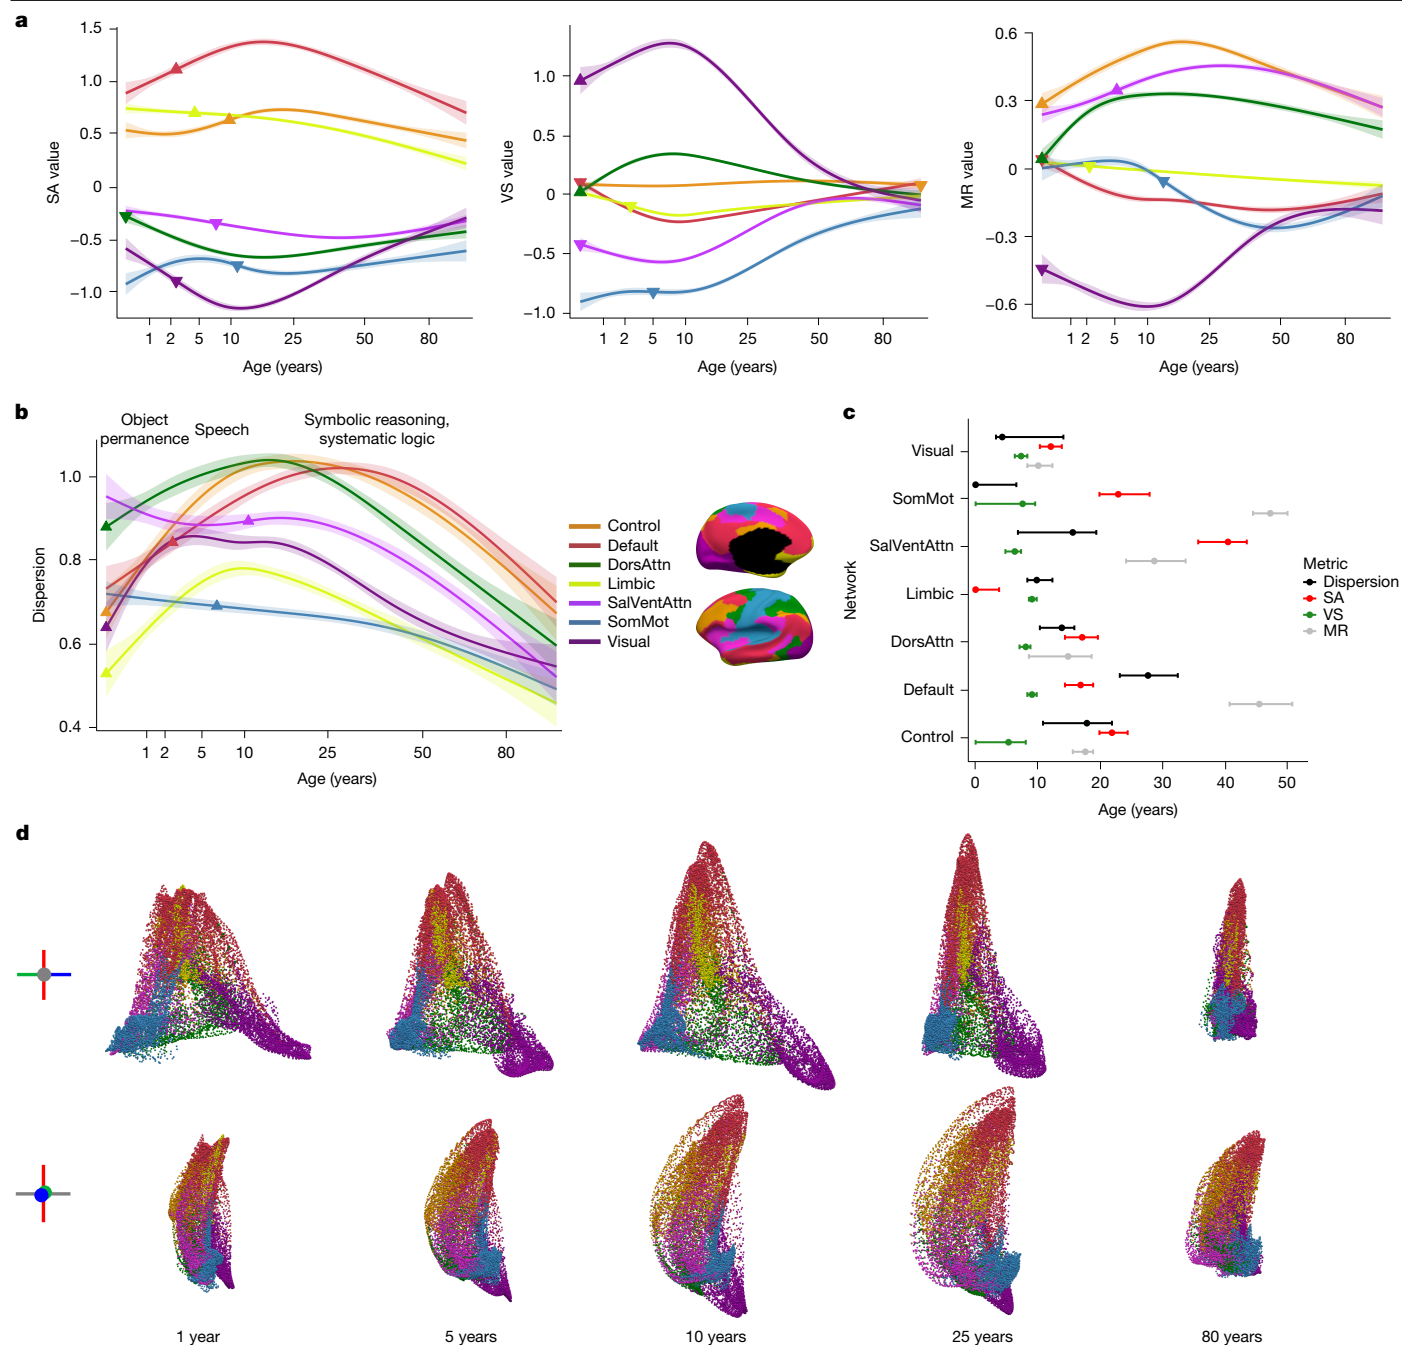 a
1.5
1.0
0.5
0
−0.5
−1.0
SA value
1 2 5 10 25 50 80
Age (years)
1.0
0.5
0
−0.5
−1.0
VS value
1 2 5 10 25 50 80
Age (years)
0.6
0.3
0
−0.3
−0.6
MR value
1 2 5 10 25 50 80
Age (years)
b
Object
permanence
Speech
Symbolic reasoning,
systematic logic
1.0
0.8
0.6
0.4
Dispersion
1 2 5 10 25 50 80
Age (years)
Control
Default
DorsAttn
Limbic
SalVentAttn
SomMot
Visual
c
Visual
SomMot
SalVentAttn
Limbic
DorsAttn
Default
Control
Network
0 10 20 30 40 50
Age (years)
Metric
Dispersion
SA
VS
MR
d
1 year 5 years 10 years 25 years 80 years